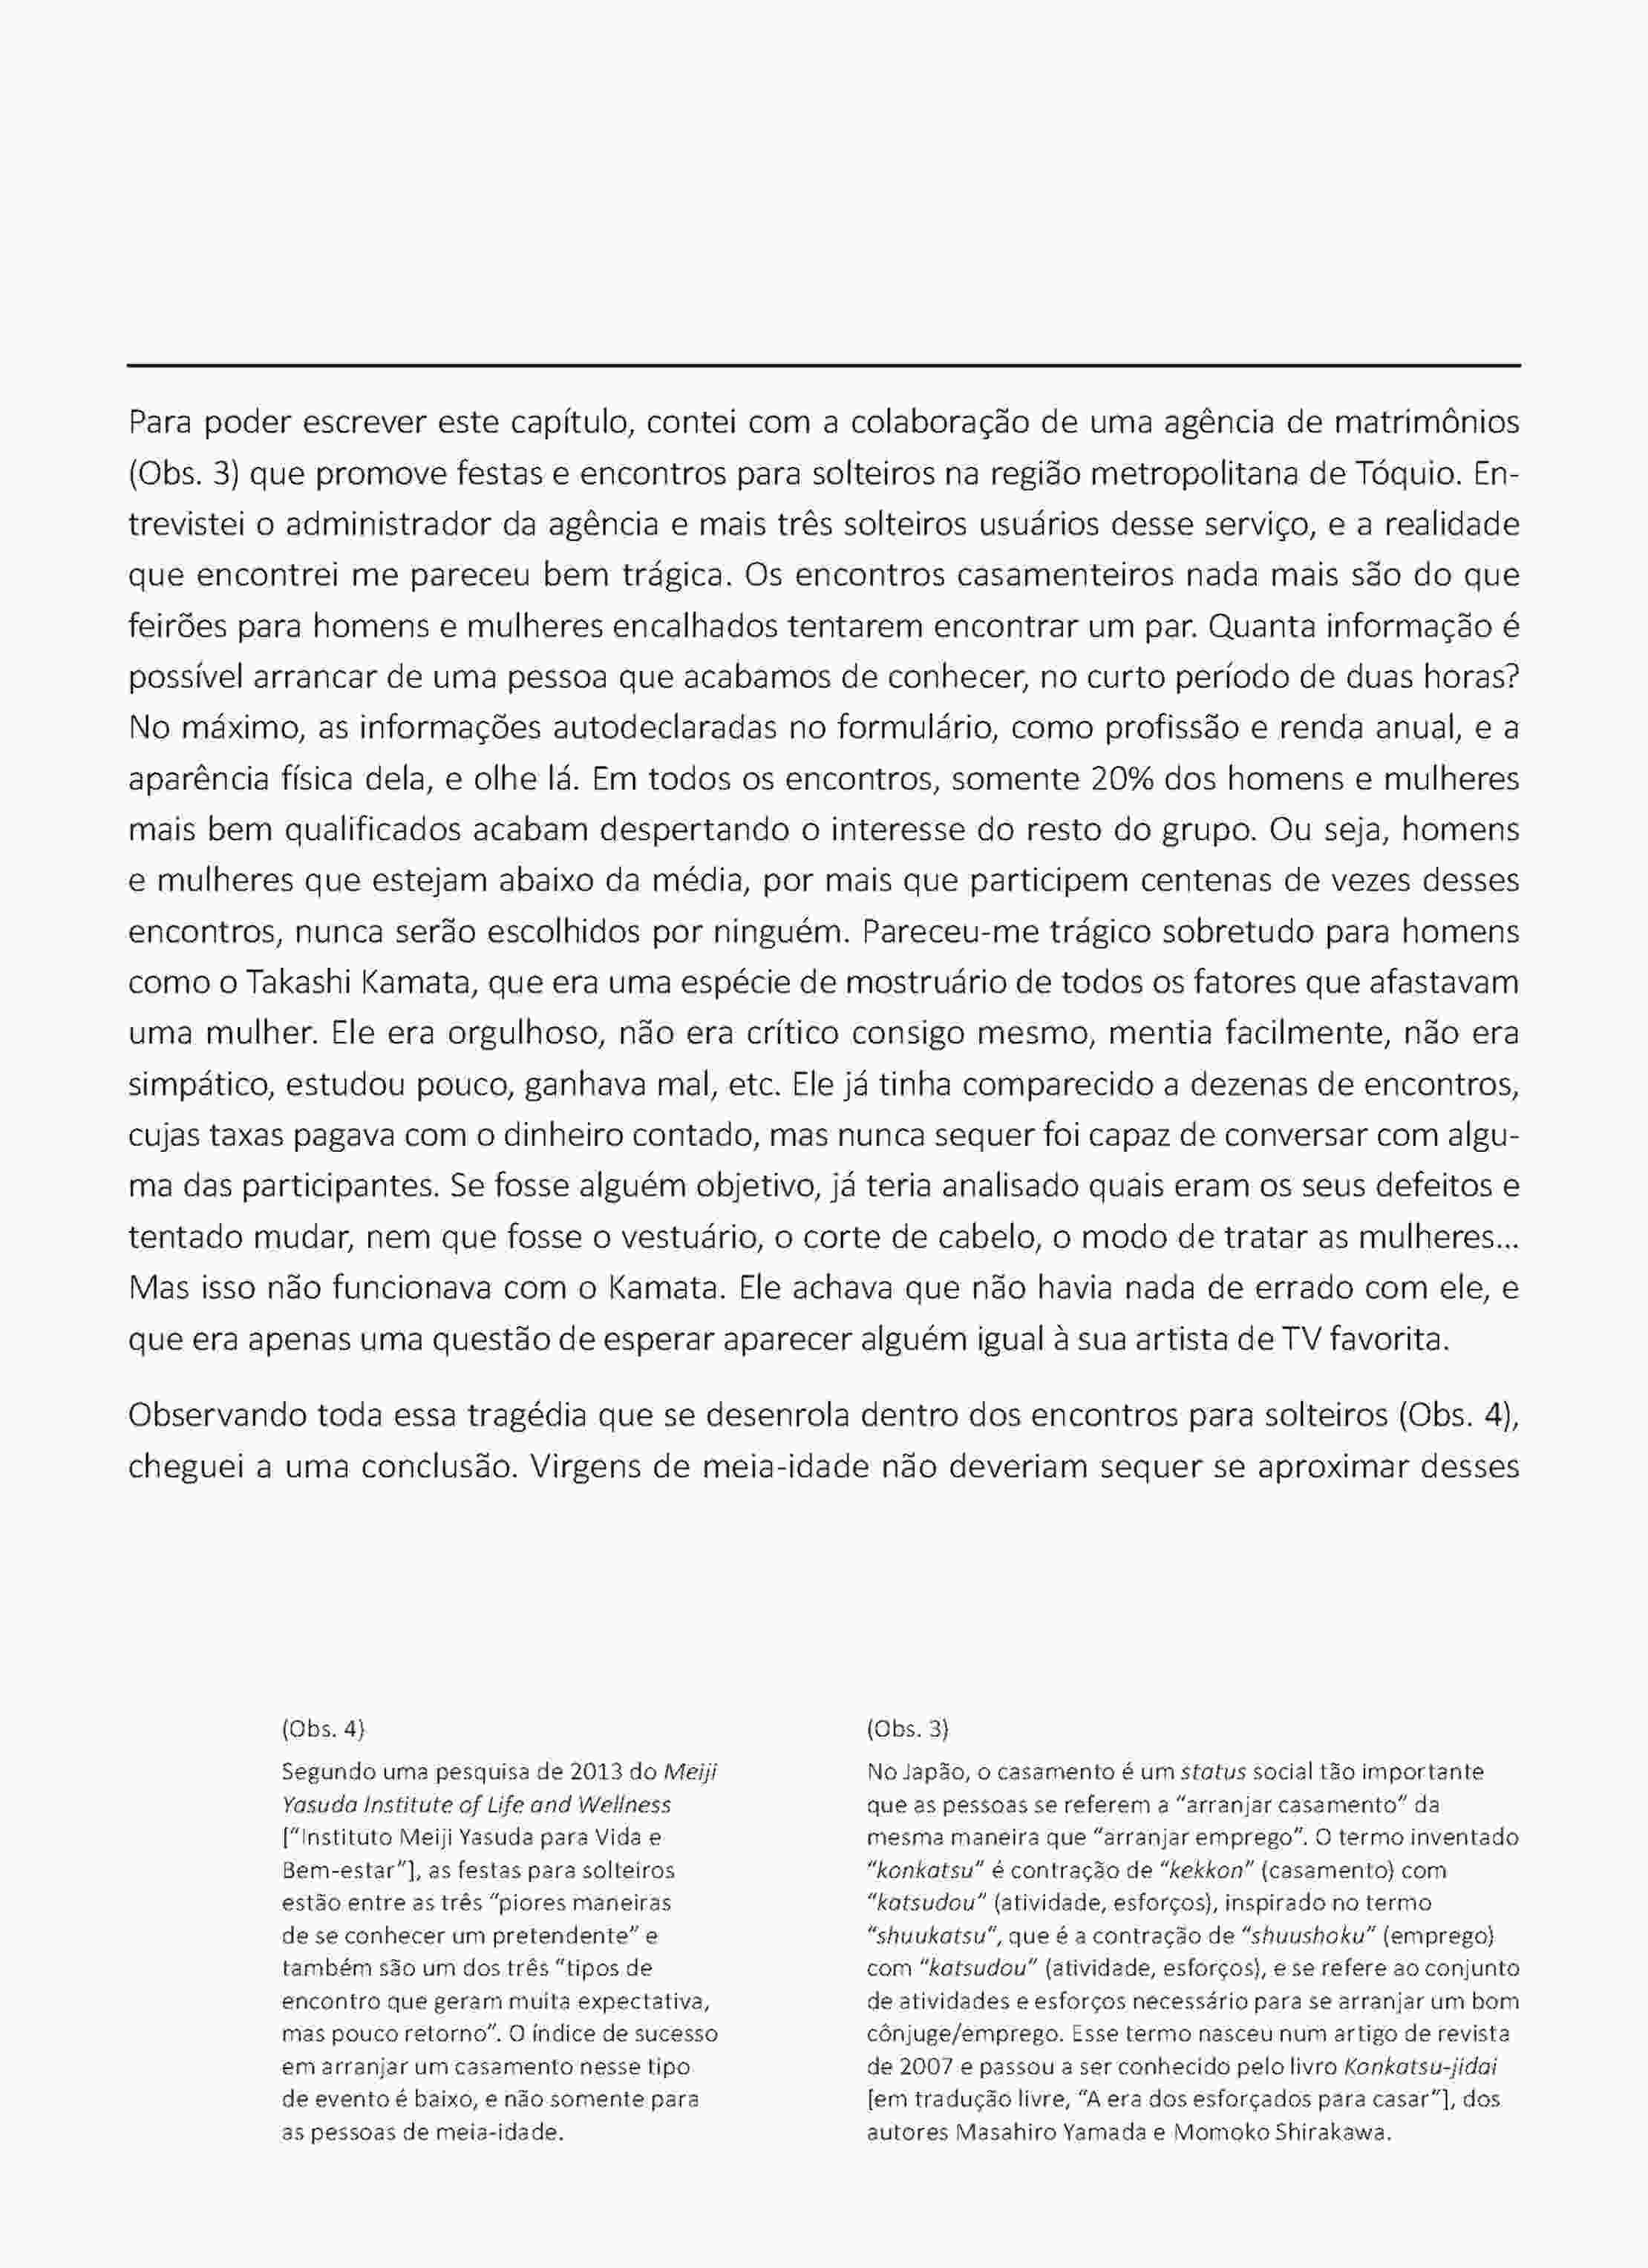 Para poder escrever este capítulo, contei com a colaboração de uma agência de matrimônios
(Obs. 3) que promove festas e encontros para solteiros na região metropolitana de Tóquio. En-
trevistei o administrador da agência e mais três solteiros usuários desse serviço, e a realidade
que encontrei me pareceu bem trágica. Os encontros casamenteiros nada mais são do que
feirões para homens e mulheres encalhados tentarem encontrar um par. Quanta informação é
possível arrancar de uma pessoa que acabamos de conhecer, no curto período de duas horas?
No máximo, as informações autodeclaradas no formulário, como profissão e renda anual, e a
aparência física dela, e olhe lá. Em todos os encontros, somente 20% dos homens e mulheres
mais bem qualificados acabam despertando o interesse do resto do grupo. Ou seja, homens
e mulheres que estejam abaixo da média, por mais que participem centenas de vezes desses
encontros, nunca serão escolhidos por ninguém. Pareceu-me trágico sobretudo para homens
como o Takashi Kamata, que era uma espécie de mostruário de todos os fatores que afastavam
uma mulher. Ele era orgulhoso, não era crítico consigo mesmo, mentia facilmente, não era
simpático, estudou pouco, ganhava mal, etc. Ele já tinha comparecido a dezenas de encontros,
cujas taxas pagava com o dinheiro contado, mas nunca sequer foi capaz de conversar com algu-
ma das participantes. Se fosse alguém objetivo, já teria analisado quais eram os seus defeitos e
tentado mudar, nem que fosse o vestuário, o corte de cabelo, o modo de tratar as mulheres...
Mas isso não funcionava com o Kamata. Ele achava que não havia nada de errado com ele, e
que era apenas uma questão de esperar aparecer alguém igual à sua artista de TV favorita.
Observando toda essa tragédia que se desenrola dentro dos encontros para solteiros (Obs. 4),
cheguei a uma conclusão. Virgens de meia-idade não deveriam sequer se aproximar desses
(Obs. 4)
Segundo uma pesquisa de 2013 do Meiji
Yasuda Institute of Life and Wellness
["Instituto Meiji Yasuda para Vida e
Bem-estar"], as festas para solteiros
estão entre as três "piores maneiras
de se conhecer um pretendente" e
também são um dos três "tipos de
encontro que geram muita expectativa,
mas pouco retorno". O índice de sucesso
em arranjar um casamento nesse tipo
de evento é baixo, e não somente para
as pessoas de meia-idade.
(Obs. 3)
No Japão, o casamento é um status social tão importante
que as pessoas se referem a "arranjar casamento" da
mesma maneira que "arranjar emprego". O termo inventado
"konkatsu" é contração de "kekkon" (casamento) com
"katsudou" (atividade, esforços), inspirado no termo
"shuukatsu", que é a contração de "shuushoku" (emprego)
com "katsudou" (atividade, esforços), e se refere ao conjunto
de atividades e esforços necessário para se arranjar um bom
cônjuge/emprego. Esse termo nasceu num artigo de revista
de 2007 e passou a ser conhecido pelo livro Konkatsu-jidai
[em tradução livre, "A era dos esforçados para casar"], dos
autores Masahiro Yamada e Momoko Shirakawa.